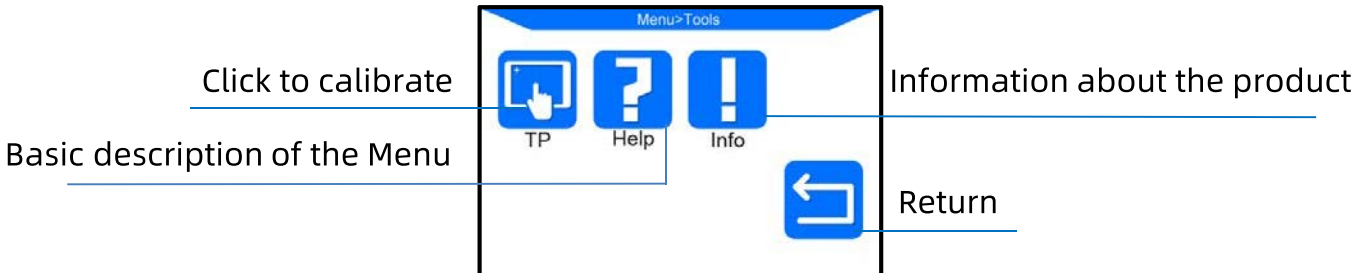 Menu>Tools
Click to calibrate
Information about the product
TP
Help
Info
Basic description of the Menu
Return